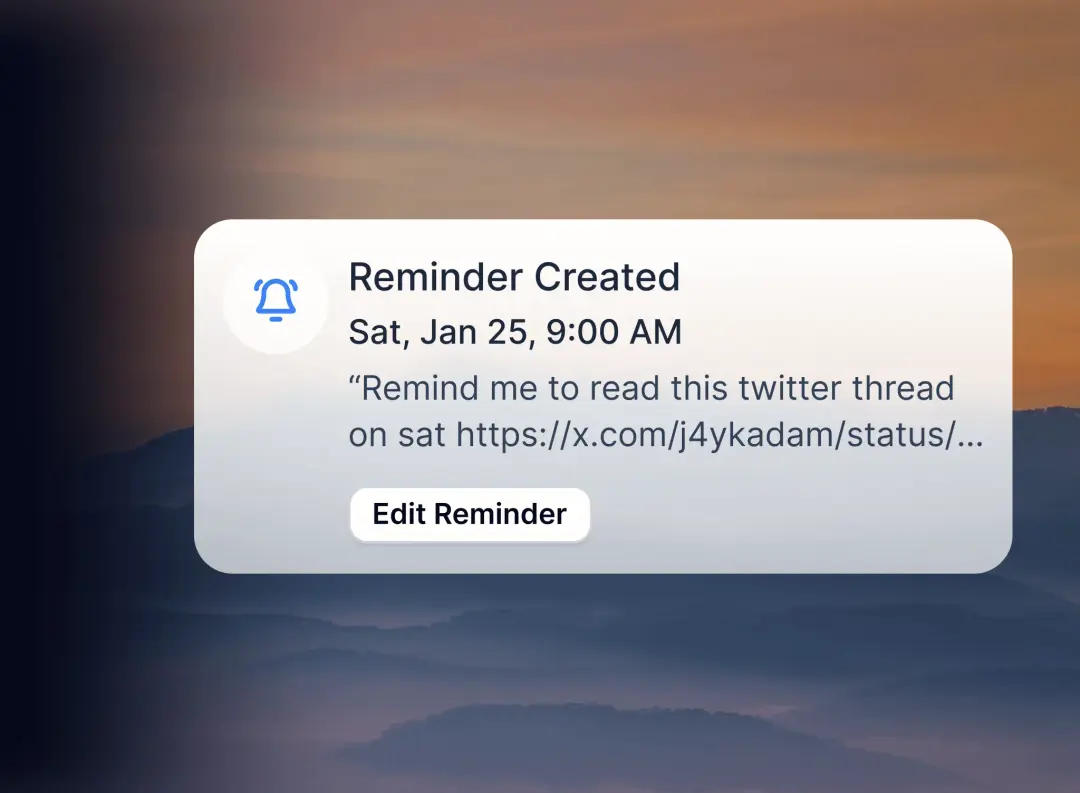 Reminder Created
Sat, Jan 25, 9:00 AM
“Remind me to read this twitter thread
on sat https://x.com/j4ykadam/status/...
Edit Reminder